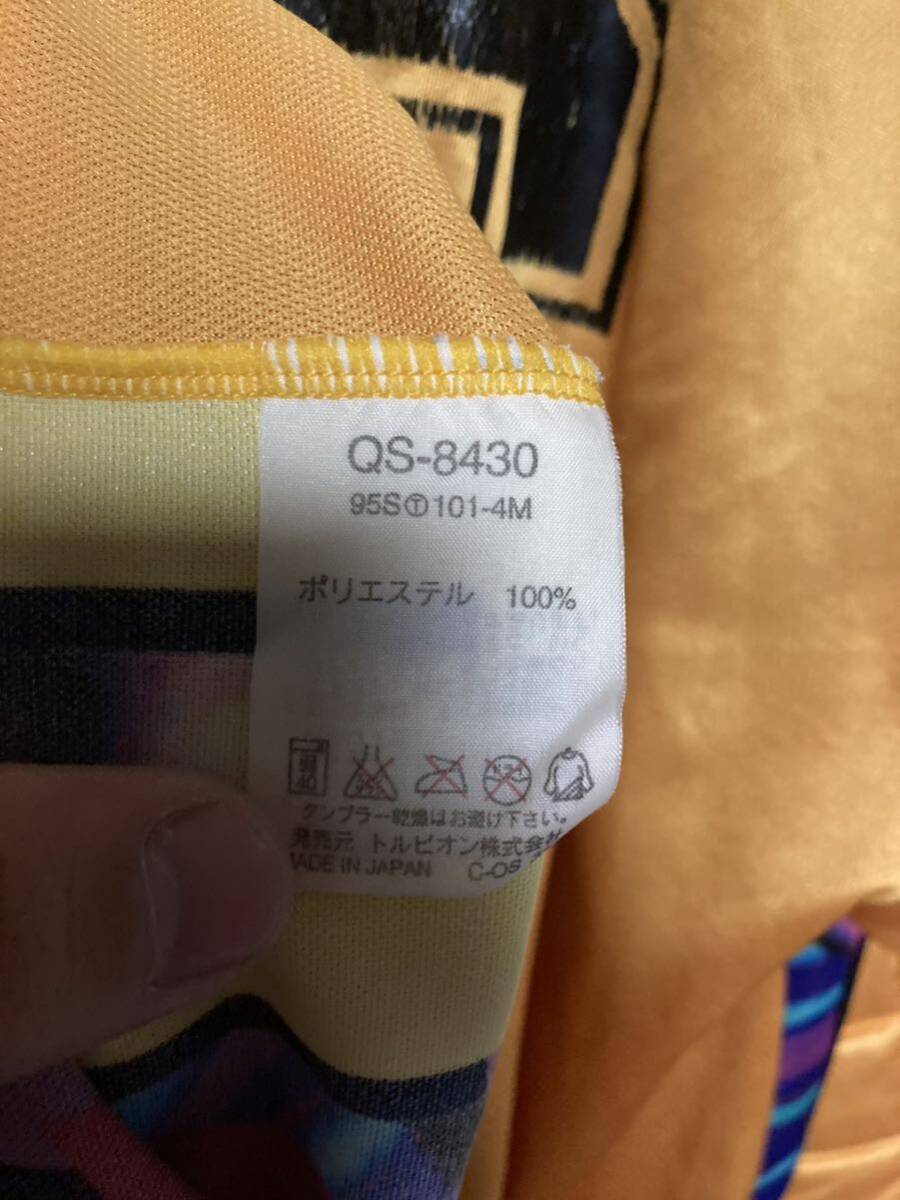 QS-8430
95SⓉ101-4M
ポリエステル 100%
40
タンブラー乾燥はお避け下さい。
発売元 トルビオン株式会社
MADE IN JAPAN C-OS